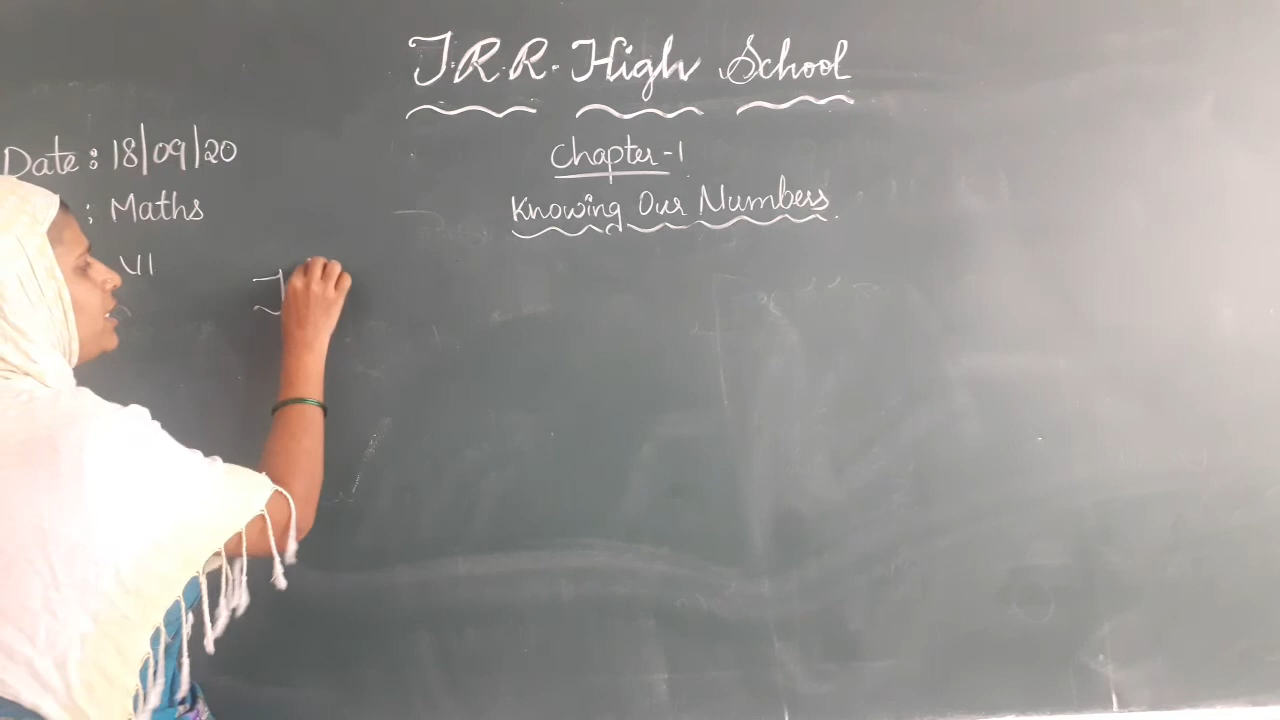 J.R.R. High School
Chapter-1
Date : 18/09/20
Knowing Our Numbers
: Maths
VI